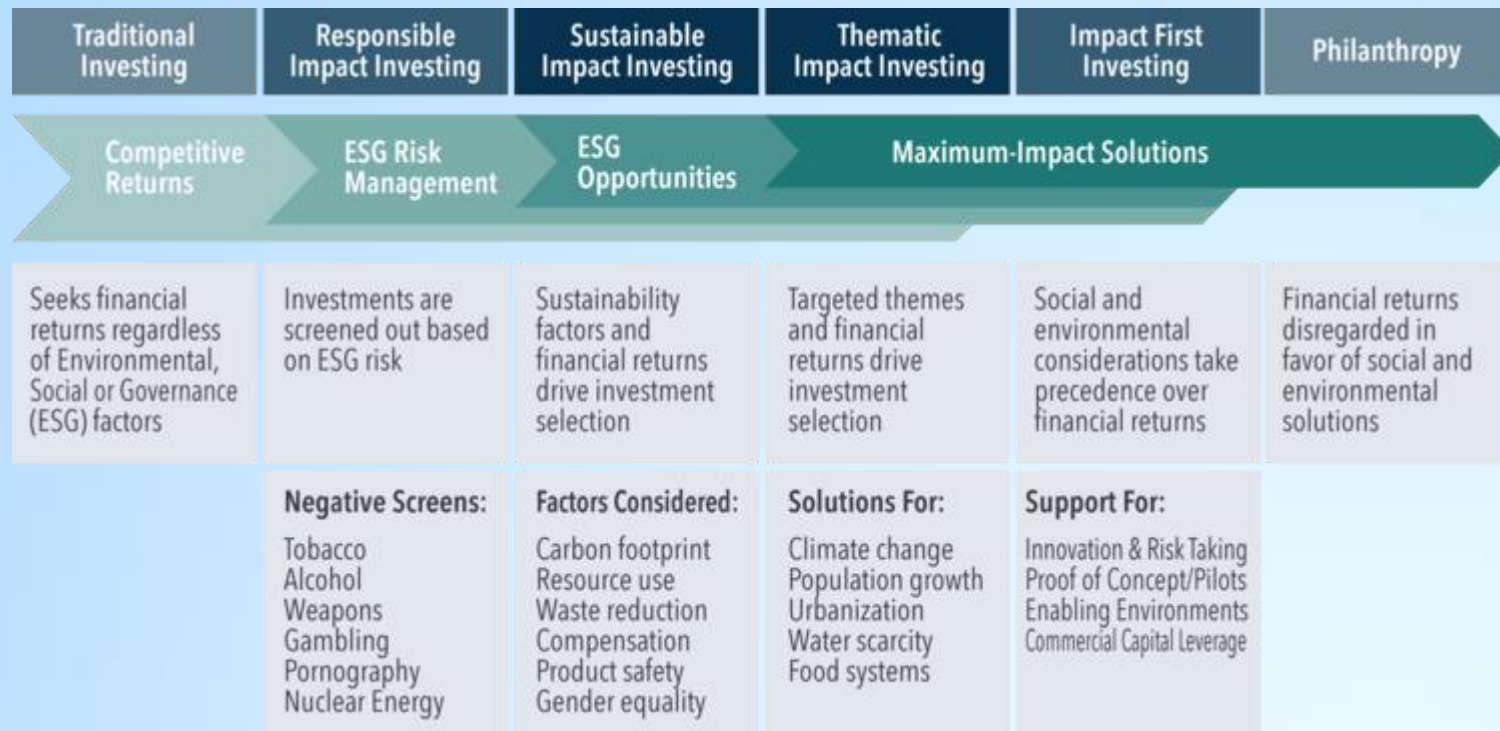 Traditional
Investing
Responsible
Impact Investing
Sustainable
Impact Investing
Thematic
Impact Investing
Impact First
Investing
Philanthropy
Competitive
Returns
ESG Risk
Management
ESG
Opportunities
Maximum-Impact Solutions
Seeks financial
returns regardless
of Environmental,
Social or Governance
(ESG) factors
Investments are
screened out based
on ESG risk
Sustainability
factors and
financial returns
drive investment
selection
Targeted themes
and financial
returns drive
investment
selection
Social and
environmental
considerations take
precedence over
financial returns
Financial returns
disregarded in
favor of social and
environmental
solutions
Negative Screens:
Tobacco
Alcohol
Weapons
Gambling
Pornography
Nuclear Energy
Factors Considered:
Carbon footprint
Resource use
Waste reduction
Compensation
Product safety
Gender equality
Solutions For:
Climate change
Population growth
Urbanization
Water scarcity
Food systems
Support For:
Innovation & Risk Taking
Proof of Concept/Pilots
Enabling Environments
Commercial Capital Leverage